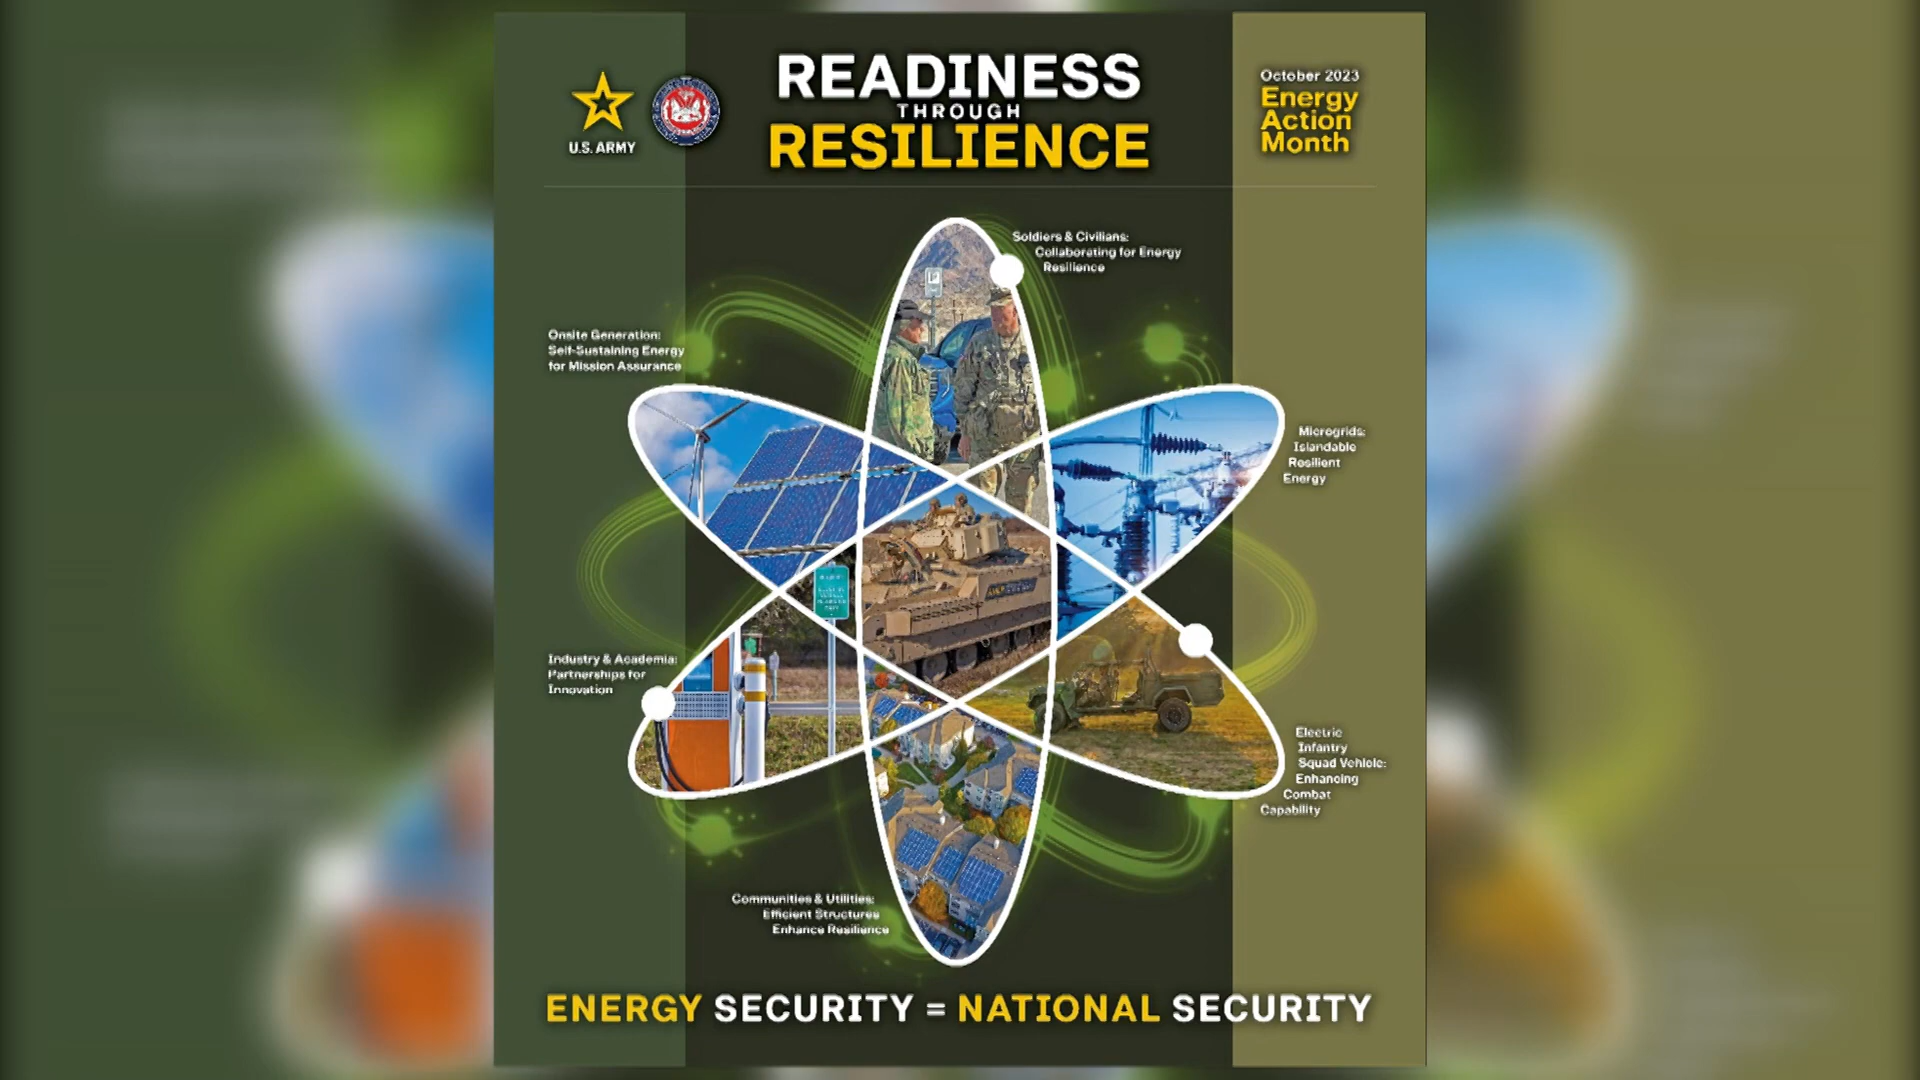 U.S. ARMY
READINESS
THROUGH
RESILIENCE
October 2023
Energy
Action
Month
Soldiers & Civilians:
Collaborating for Energy
Resilience
Onsite Generation:
Self-Sustaining Energy
for Mission Assurance
Microgrids:
Islandable
Resilient
Energy
Industry & Academia:
Partnerships for
Innovation
Electric
Infantry
Squad Vehicle:
Enhancing
Combat
Capability
Communities & Utilities:
Efficient Structures
Enhance Resilience
ENERGY SECURITY = NATIONAL SECURITY